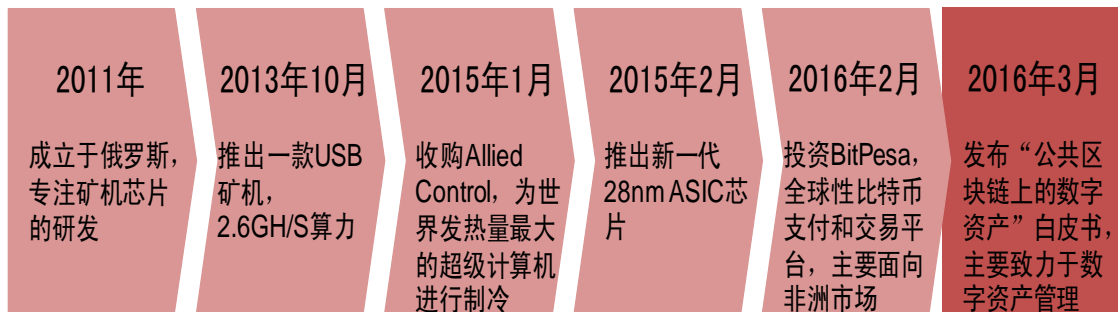 2011年
成立于俄罗斯，
专注矿机芯片
的研发
2013年10月
推出一款USB
矿机，
2.6GH/S算力
2015年1月
收购Allied
Control，为世
界发热量最大
的超级计算机
进行制冷
2015年2月
推出新一代
28nm ASIC芯
片
2016年2月
投资BitPesa，
全球性比特币
支付和交易平
台，主要面向
非洲市场
2016年3月
发布“公共区
块链上的数字
资产”白皮书，
主要致力于数
字资产管理